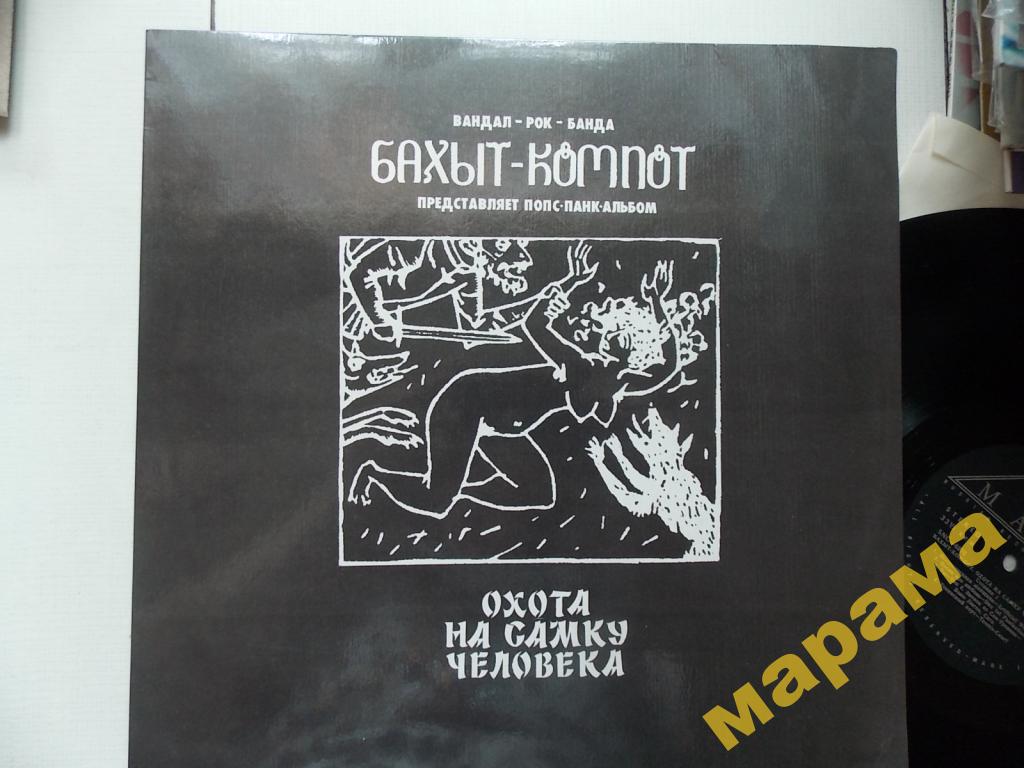 ВАНДАЛ - РОК - БАНДА
БАХЫТ-КОМПОТ
ПРЕДСТАВЛЯЕТ ПОПС-ПАНК-АЛЬБОМ
ОХОТА
НА САМКУ
ЧЕЛОВЕКА
марама